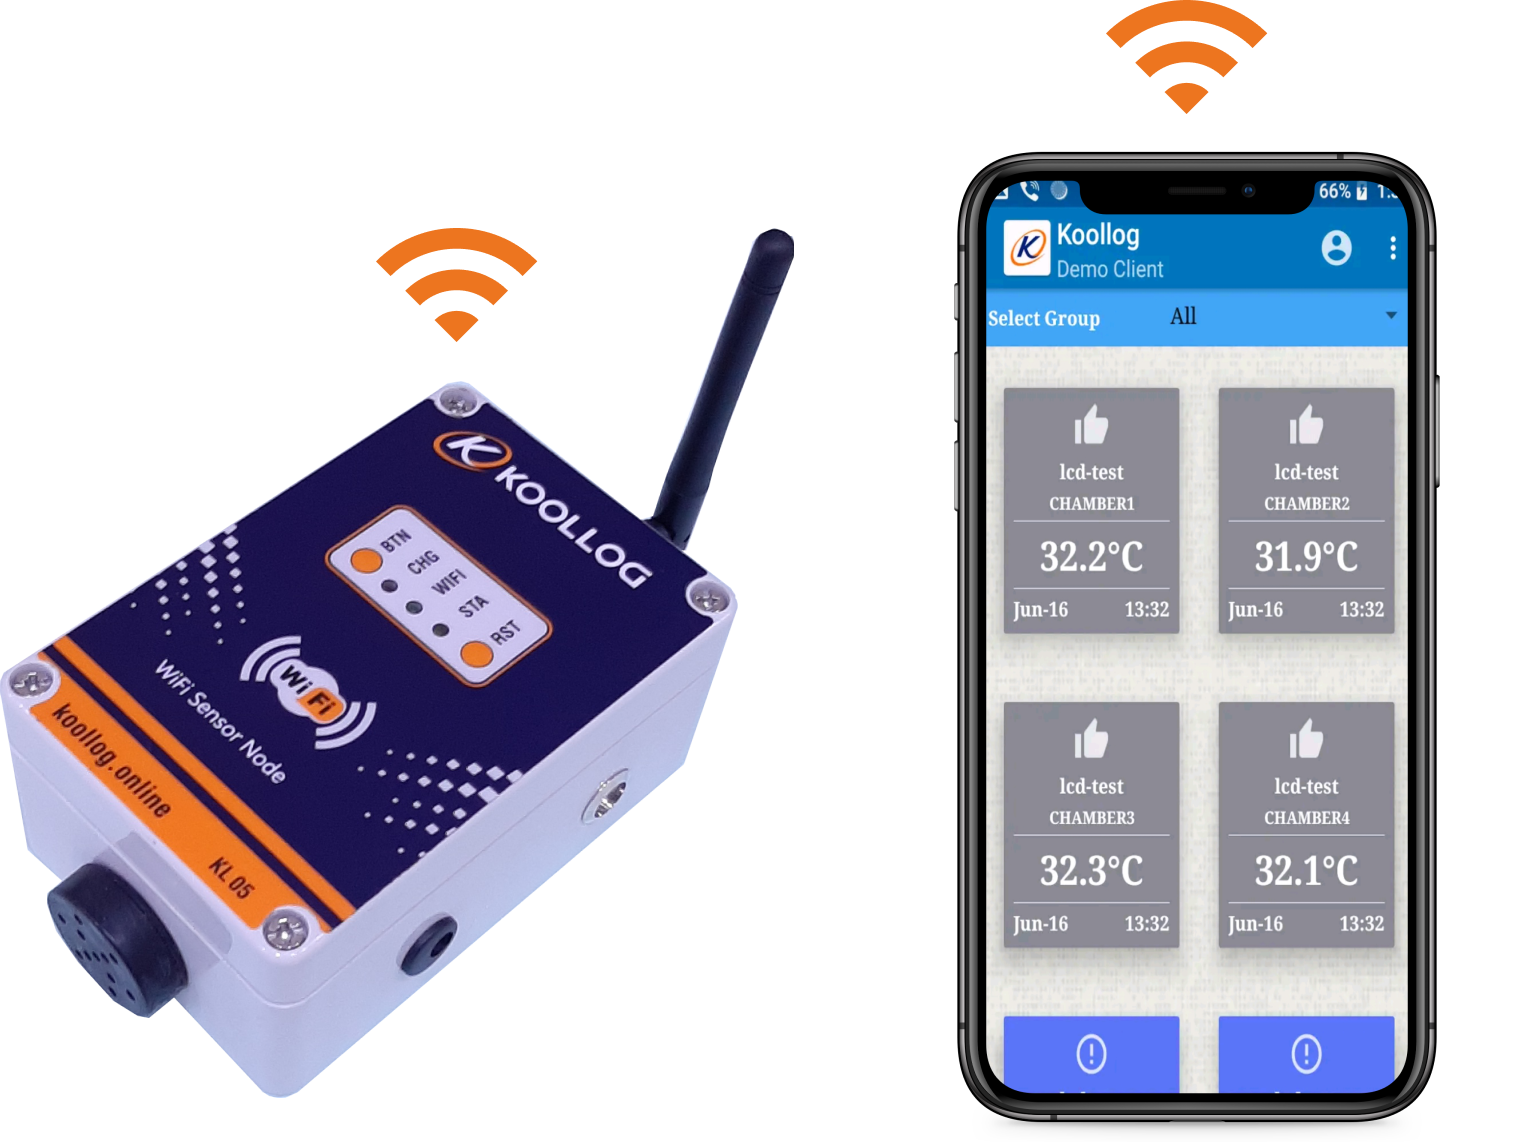 KOOLLOG
BTN
CHG
WIFI
STA
RST
WiFi
WiFi Sensor Node
koollog.online
KL 05
66%
Koollog
Demo Client
Select Group
All
lcd-test
CHAMBER1
32.2°C
Jun-16 13:32
lcd-test
CHAMBER2
31.9°C
Jun-16 13:32
lcd-test
CHAMBER3
32.3°C
Jun-16 13:32
lcd-test
CHAMBER4
32.1°C
Jun-16 13:32